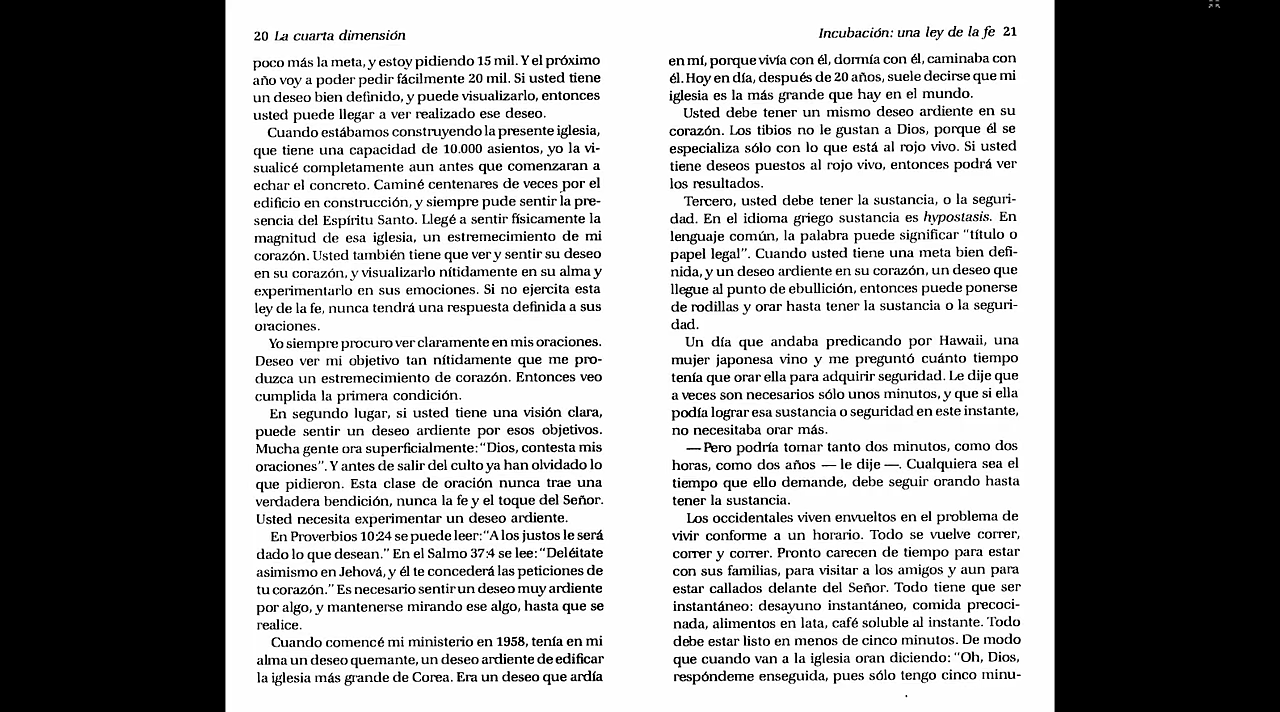 20 La cuarta dimensión
poco más la meta, y estoy pidiendo 15 mil. Y el próximo
año voy a poder pedir fácilmente 20 mil. Si usted tiene
un deseo bien definido, y puede visualizarlo, entonces
usted puede llegar a ver realizado ese deseo.
Cuando estábamos construyendo la presente iglesia,
que tiene una capacidad de 10.000 asientos, yo la vi-
sualicé completamente aun antes que comenzaran a
echar el concreto. Caminé centenares de veces por el
edificio en construcción, y siempre pude sentir la pre-
sencia del Espíritu Santo. Llegé a sentir físicamente la
magnitud de esa iglesia, un estremecimiento de mi
corazón. Usted también tiene que ver y sentir su deseo
en su corazón, y visualizarlo nítidamente en su alma y
experimentarlo en sus emociones. Si no ejercita esta
ley de la fe, nunca tendrá una respuesta definida a sus
oraciones.
Yo siempre procuro ver claramente en mis oraciones.
Deseo ver mi objetivo tan nítidamente que me pro-
duzca un estremecimiento de corazón. Entonces veo
cumplida la primera condición.
En segundo lugar, si usted tiene una visión clara,
puede sentir un deseo ardiente por esos objetivos.
Mucha gente ora superficialmente: "Dios, contesta mis
oraciones". Y antes de salir del culto ya han olvidado lo
que pidieron. Esta clase de oración nunca trae una
verdadera bendición, nunca la fe y el toque del Señor.
Usted necesita experimentar un deseo ardiente.
En Proverbios 10:24 se puede leer: "A los justos le será
dado lo que desean." En el Salmo 37:4 se lee: "Deléitate
asimismo en Jehová, y él te concederá las peticiones de
tu corazón." Es necesario sentir un deseo muy ardiente
por algo, y mantenerse mirando ese algo, hasta que se
realice.
Cuando comencé mi ministerio en 1958, tenía en mi
alma un deseo quemante, un deseo ardiente de edificar
la iglesia más grande de Corea. Era un deseo que ardía
Incubación: una ley de la fe 21
en mí, porque vivía con él, dormía con él, caminaba con
él. Hoy en día, después de 20 años, suele decirse que mi
iglesia es la más grande que hay en el mundo.
Usted debe tener un mismo deseo ardiente en su
corazón. Los tibios no le gustan a Dios, porque él se
especializa sólo con lo que está al rojo vivo. Si usted
tiene deseos puestos al rojo vivo, entonces podrá ver
los resultados.
Tercero, usted debe tener la sustancia, o la seguri-
dad. En el idioma griego sustancia es hypostasis. En
lenguaje común, la palabra puede significar "título o
papel legal". Cuando usted tiene una meta bien defi-
nida, y un deseo ardiente en su corazón, un deseo que
llegue al punto de ebullición, entonces puede ponerse
de rodillas y orar hasta tener la sustancia o la seguri-
dad.
Un día que andaba predicando por Hawaii, una
mujer japonesa vino y me preguntó cuánto tiempo
tenía que orar ella para adquirir seguridad. Le dije que
a veces son necesarios sólo unos minutos, y que si ella
podía lograr esa sustancia o seguridad en este instante,
no necesitaba orar más.
— Pero podría tomar tanto dos minutos, como dos
horas, como dos años — le dije —. Cualquiera sea el
tiempo que ello demande, debe seguir orando hasta
tener la sustancia.
Los occidentales viven envueltos en el problema de
vivir conforme a un horario. Todo se vuelve correr,
correr y correr. Pronto carecen de tiempo para estar
con sus familias, para visitar a los amigos y aun para
estar callados delante del Señor. Todo tiene que ser
instantáneo: desayuno instantáneo, comida precoci-
nada, alimentos en lata, café soluble al instante. Todo
debe estar listo en menos de cinco minutos. De modo
que cuando van a la iglesia oran diciendo: "Oh, Dios,
respóndeme enseguida, pues sólo tengo cinco minu-